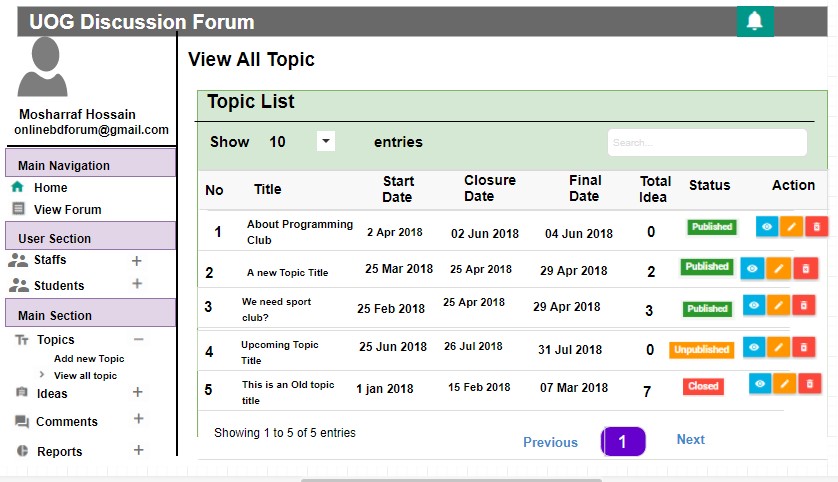 UOG Discussion Forum
Mosharraf Hossain
onlinebdforum@gmail.com
Main Navigation
Home
View Forum
User Section
Staffs +
Students +
Main Section
Topics −
Add new Topic
View all topic
Ideas +
Comments +
Reports +
View All Topic
Topic List
Show 10 entries
Search...
No Title Start Date Closure Date Final Date Total Idea Status Action
1 About Programming Club 2 Apr 2018 02 Jun 2018 04 Jun 2018 0 Published
2 A new Topic Title 25 Mar 2018 25 Apr 2018 29 Apr 2018 2 Published
3 We need sport club? 25 Feb 2018 25 Apr 2018 29 Apr 2018 3 Published
4 Upcoming Topic Title 25 Jun 2018 26 Jul 2018 31 Jul 2018 0 Unpublished
5 This is an Old topic title 1 jan 2018 15 Feb 2018 07 Mar 2018 7 Closed
Showing 1 to 5 of 5 entries
Previous 1 Next